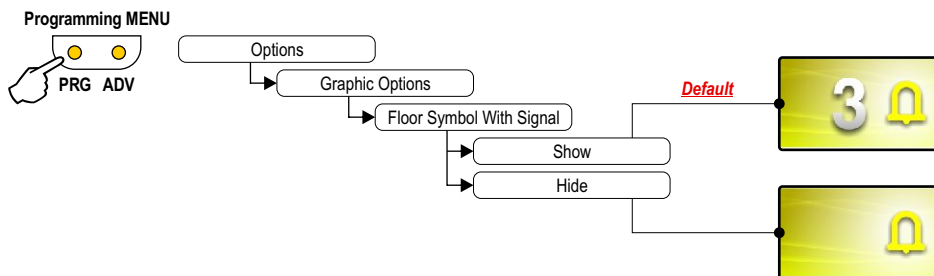 Programming MENU
PRG ADV
Options
Graphic Options
Floor Symbol With Signal
Show
Hide
Default
3